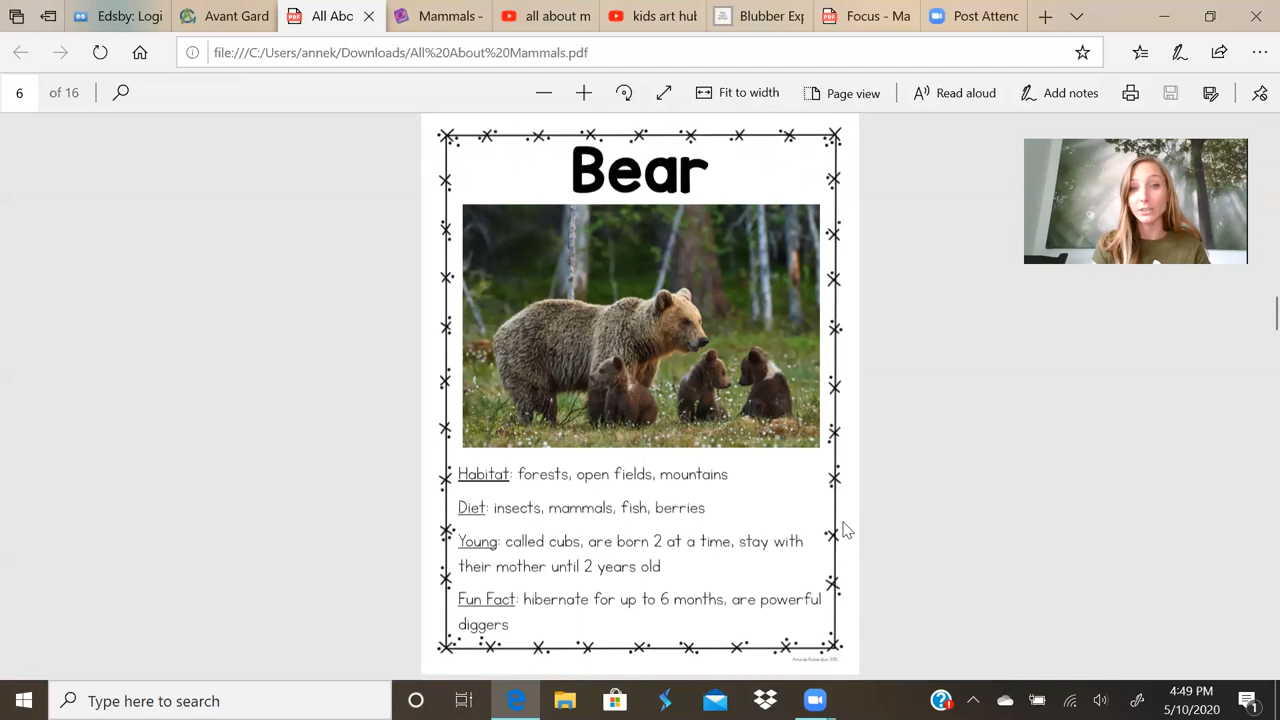 Edsby: Logi
Avant Gard
All Abc
Mammals -
all about m
kids art hub
Blubber Exp
Focus - Ma
Post Attenc
file:///C:/Users/annek/Downloads/All%20About%20Mammals.pdf
6 of 16
Fit to width
Page view
Read aloud
Add notes
Bear
Habitat: forests, open fields, mountains
Diet: insects, mammals, fish, berries
Young: called cubs, are born 2 at a time, stay with
their mother until 2 years old
Fun Fact: hibernate for up to 6 months, are powerful
diggers
Type here to search
4:49 PM
5/10/2020